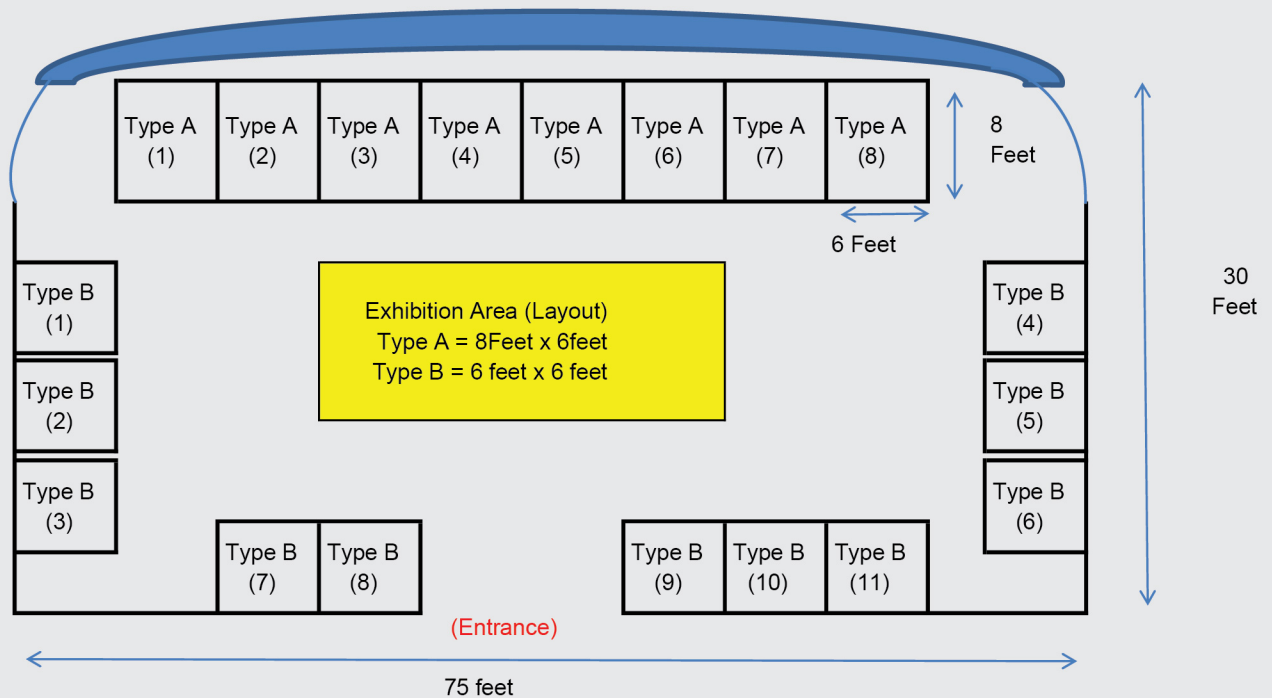 Type A
(1)
Type A
(2)
Type A
(3)
Type A
(4)
Type A
(5)
Type A
(6)
Type A
(7)
Type A
(8)
8
Feet
6 Feet
Type B
(1)
Type B
(2)
Type B
(3)
Exhibition Area (Layout)
Type A = 8Feet x 6feet
Type B = 6 feet x 6 feet
Type B
(4)
Type B
(5)
Type B
(6)
30
Feet
Type B
(7)
Type B
(8)
Type B
(9)
Type B
(10)
Type B
(11)
(Entrance)
75 feet